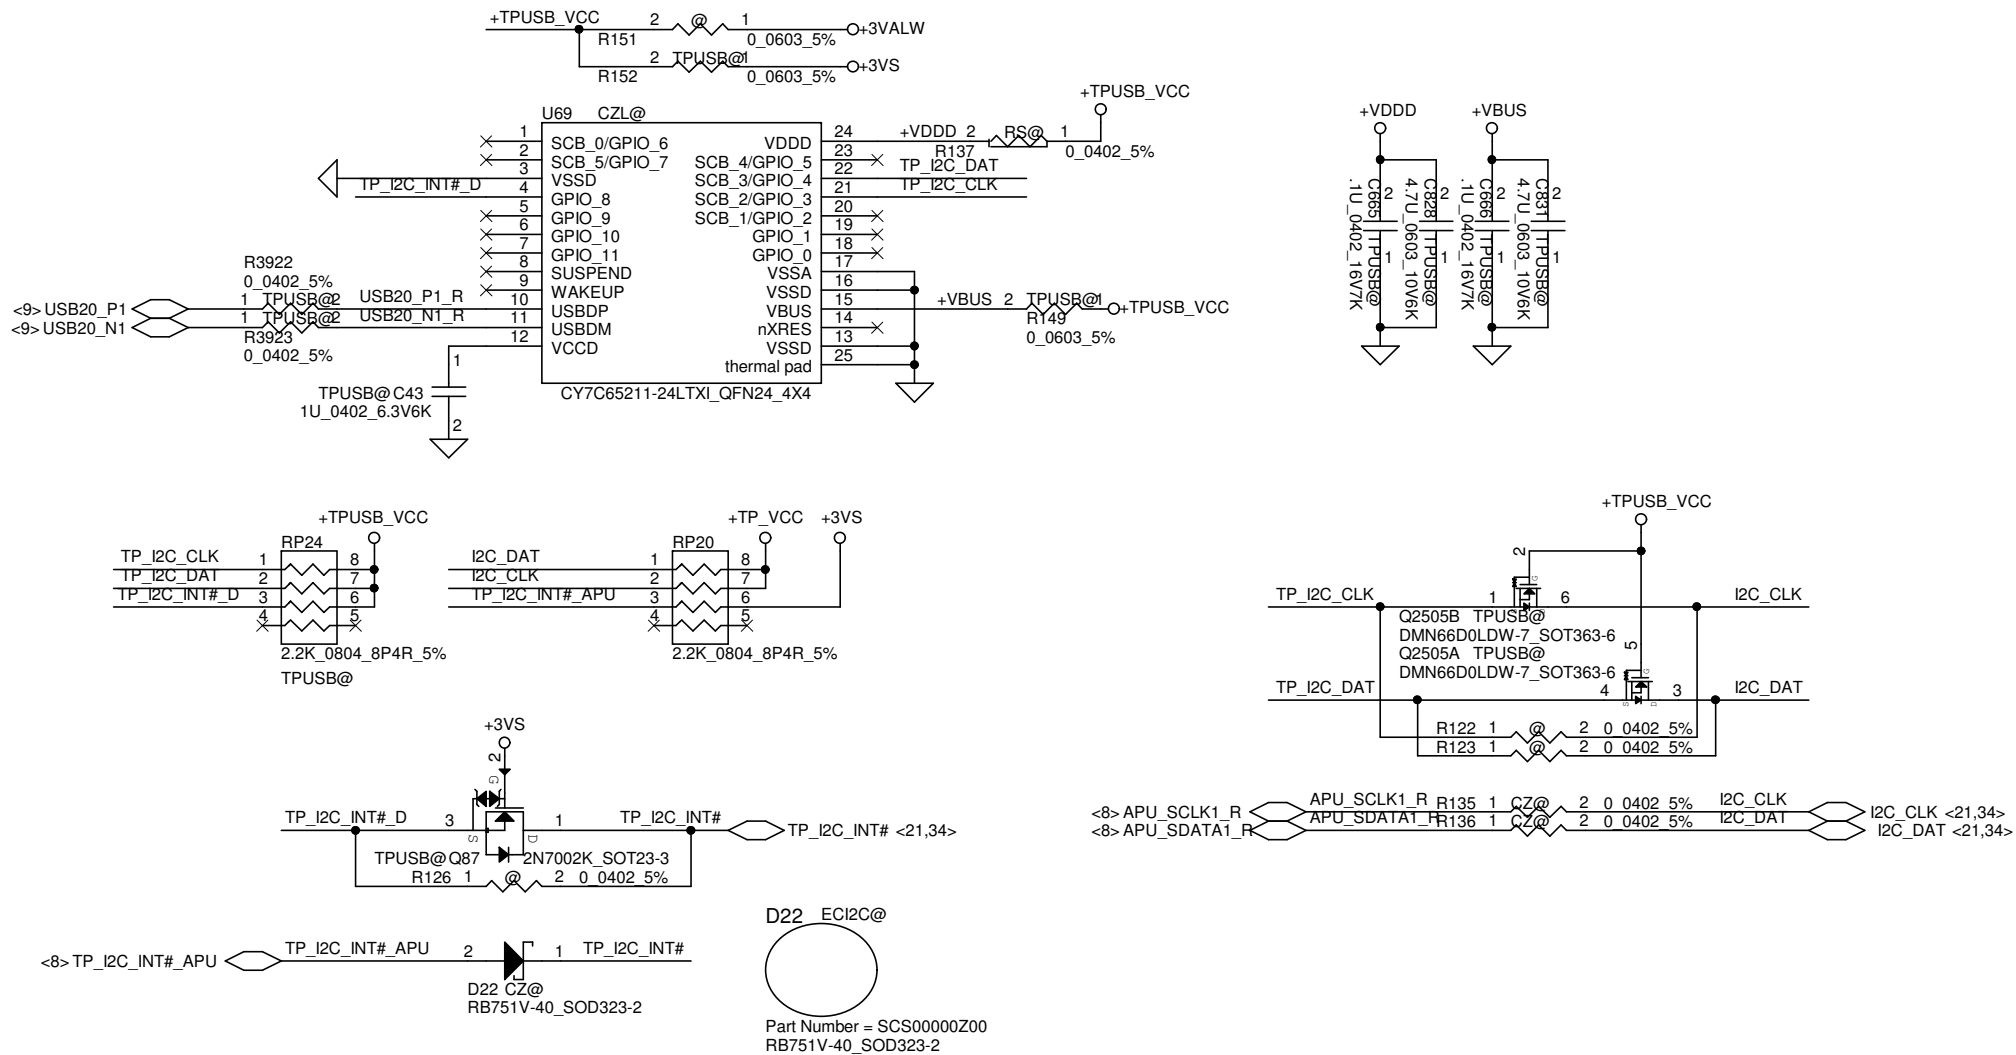 +TPUSB_VCC 2 @ 1 +3VALW
R151 0_0603_5%
2 TPUSB@ 1 +3VS
R152 0_0603_5%
U69 CZL@
1 SCB_0/GPIO_6
2 SCB_5/GPIO_7
3 VSSD
TP_I2C_INT#_D 4 GPIO_8
5 GPIO_9
6 GPIO_10
7 GPIO_11
8 SUSPEND
9 WAKEUP
10 USBDP
11 USBDM
12 VCCD
VDDD 24 +VDDD 2 RS@ 1 +TPUSB_VCC
R137 0_0402_5%
SCB_4/GPIO_5 23
SCB_3/GPIO_4 22 TP_I2C_DAT
SCB_2/GPIO_3 21 TP_I2C_CLK
SCB_1/GPIO_2 20
GPIO_1 19
GPIO_0 18
VSSA 17
VSSD 16
VBUS 15 +VBUS 2 TPUSB@ 1 +TPUSB_VCC
R149
0_0603_5%
nXRES 14
VSSD 13
thermal pad 25
CY7C65211-24LTXI_QFN24_4X4
R3922
0_0402_5%
<9> USB20_P1 1 TPUSB@ 2 USB20_P1_R
<9> USB20_N1 1 TPUSB@ 2 USB20_N1_R
R3923
0_0402_5%
1
TPUSB@ C43
1U_0402_6.3V6K
2
+VDDD +VBUS
C665 TPUSB@ 2 1
.1U_0402_16V7K
C828 TPUSB@ 2 1
4.7U_0603_10V6K
C666 TPUSB@ 2 1
.1U_0402_16V7K
C831 TPUSB@ 2 1
4.7U_0603_10V6K
+TPUSB_VCC
RP24
TP_I2C_CLK 1 8
TP_I2C_DAT 2 7
TP_I2C_INT#_D 3 6
4 5
2.2K_0804_8P4R_5%
TPUSB@
+TP_VCC +3VS
RP20
I2C_DAT 1 8
I2C_CLK 2 7
TP_I2C_INT#_APU 3 6
4 5
2.2K_0804_8P4R_5%
+TPUSB_VCC
2
G
TP_I2C_CLK 1 6 I2C_CLK
Q2505B TPUSB@
DMN66D0LDW-7_SOT363-6
Q2505A TPUSB@
DMN66D0LDW-7_SOT363-6
5
G
TP_I2C_DAT 4 3 I2C_DAT
S D
R122 1 @ 2 0_0402_5%
R123 1 @ 2 0_0402_5%
+3VS
2
G
TP_I2C_INT#_D 3 1 TP_I2C_INT# TP_I2C_INT# <21,34>
S D
TPUSB@ Q87 2N7002K_SOT23-3
R126 1 @ 2 0_0402_5%
<8> APU_SCLK1_R APU_SCLK1_R R135 1 CZ@ 2 0_0402_5% I2C_CLK I2C_CLK <21,34>
<8> APU_SDATA1_R APU_SDATA1_R R136 1 CZ@ 2 0_0402_5% I2C_DAT I2C_DAT <21,34>
<8> TP_I2C_INT#_APU TP_I2C_INT#_APU 2 1 TP_I2C_INT#
D22 CZ@
RB751V-40_SOD323-2
D22 ECI2C@
Part Number = SCS00000Z00
RB751V-40_SOD323-2